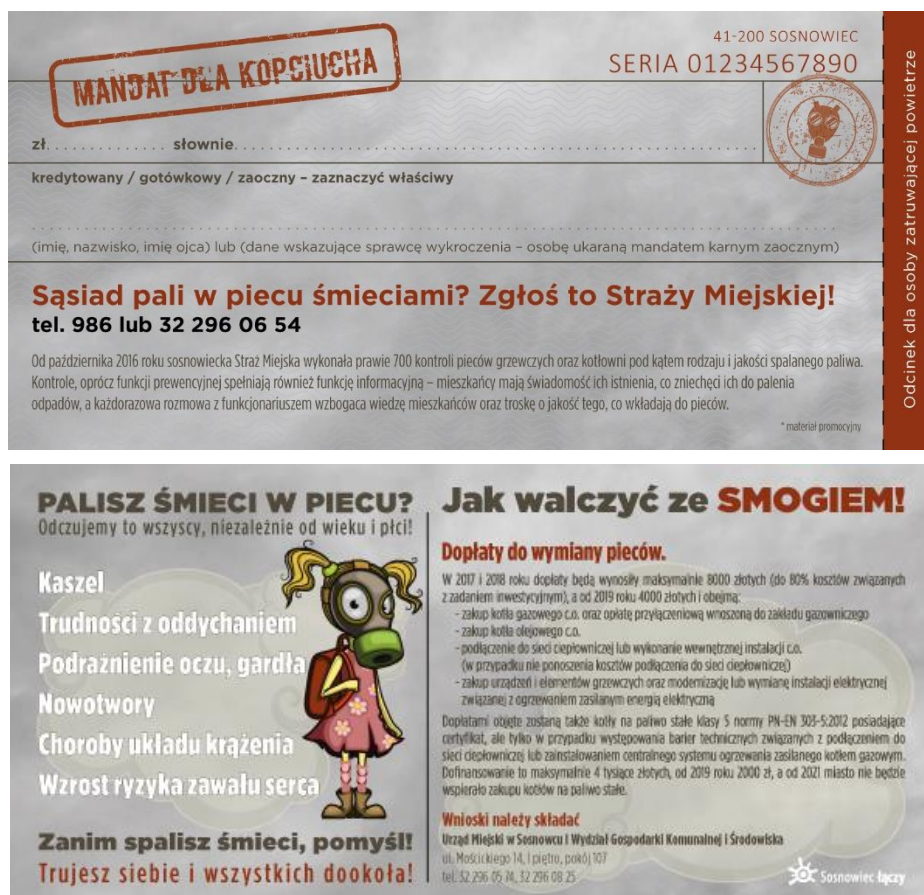 MANDAT DLA KOPCIUCHA
41-200 SOSNOWIEC
SERIA 01234567890
zł. . . . . . . . . . . . . . słownie. . . . . . . . . . . . . . . . . . . . . . . . . . . . . . . . . . . . . . . . . . . . . . . . . . . . . . . .
kredytowany / gotówkowy / zaoczny – zaznaczyć właściwy
(imię, nazwisko, imię ojca) lub (dane wskazujące sprawcę wykroczenia – osobę ukaraną mandatem karnym zaocznym)
Sąsiad pali w piecu śmieciami? Zgłoś to Straży Miejskiej!
tel. 986 lub 32 296 06 54
Od października 2016 roku sosnowiecka Straż Miejska wykonała prawie 700 kontroli pieców grzewczych oraz kotłowni pod kątem rodzaju i jakości spalanego paliwa.
Kontrole, oprócz funkcji prewencyjnej spełniają również funkcję informacyjną – mieszkańcy mają świadomość ich istnienia, co zniechęci ich do palenia
odpadów, a każdorazowa rozmowa z funkcjonariuszem wzbogaca wiedzę mieszkańców oraz troskę o jakość tego, co wkładają do pieców.
* materiał promocyjny
Odcinek dla osoby zatruwającej powietrze
PALISZ ŚMIECI W PIECU?
Odczujemy to wszyscy, niezależnie od wieku i płci!
Kaszel
Trudności z oddychaniem
Podrażnienie oczu, gardła
Nowotwory
Choroby układu krążenia
Wzrost ryzyka zawału serca
Zanim spalisz śmieci, pomyśl!
Trujesz siebie i wszystkich dookoła!
Jak walczyć ze SMOGIEM!
Dopłaty do wymiany pieców.
W 2017 i 2018 roku dopłaty będą wynosiły maksymalnie 8000 złotych (do 80% kosztów związanych
z zadaniem inwestycyjnym), a od 2019 roku 4000 złotych i obejmą:
- zakup kotła gazowego c.o. oraz opłatę przyłączeniową wnoszoną do zakładu gazowniczego
- zakup kotła olejowego c.o.
- podłączenie do sieci ciepłowniczej lub wykonanie wewnętrznej instalacji c.o.
(w przypadku nie ponoszenia kosztów podłączenia do sieci ciepłowniczej)
- zakup urządzeń i elementów grzewczych oraz modernizację lub wymianę instalacji elektrycznej
związanej z ogrzewaniem zasilanym energią elektryczną
Dopłatami objęte zostaną także kotły na paliwo stałe klasy 5 normy PN-EN 303-5:2012 posiadające
certyfikat, ale tylko w przypadku występowania barier technicznych związanych z podłączeniem do
sieci ciepłowniczej lub zainstalowaniem centralnego systemu ogrzewania zasilanego kotłem gazowym.
Dofinansowanie to maksymalnie 4 tysiące złotych, od 2019 roku 2000 zł, a od 2021 miasto nie będzie
wspierało zakupu kotłów na paliwo stałe.
Wnioski należy składać
Urząd Miejski w Sosnowcu I Wydział Gospodarki Komunalnej i Środowiska
ul. Mościckiego 14, I piętro, pokój 107
tel. 32 296 05 74, 32 296 08 25
Sosnowiec łączy